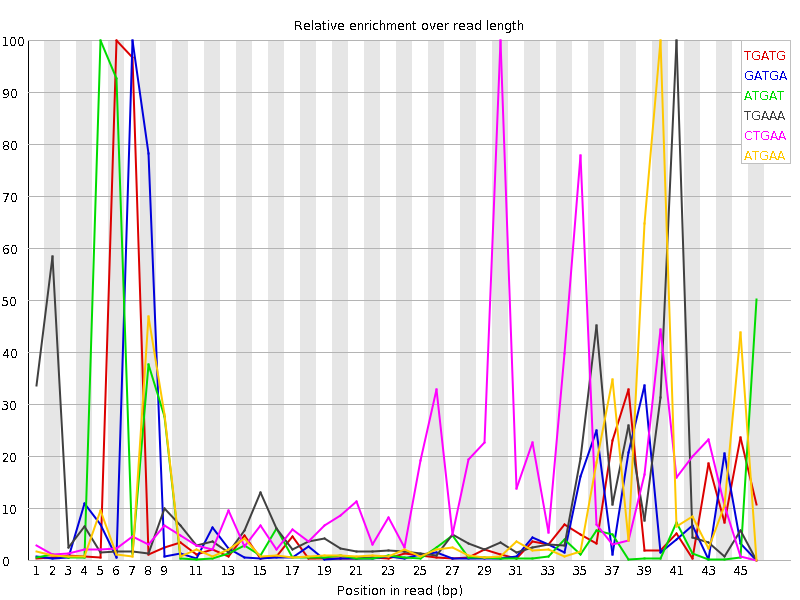 Relative enrichment over read length
100
90
80
70
60
50
40
30
20
10
0
TGATG
GATGA
ATGAT
TGAAA
CTGAA
ATGAA
1 2 3 4 5 6 7 8 9 11 13 15 17 19 21 23 25 27 29 31 33 35 37 39 41 43 45
Position in read (bp)